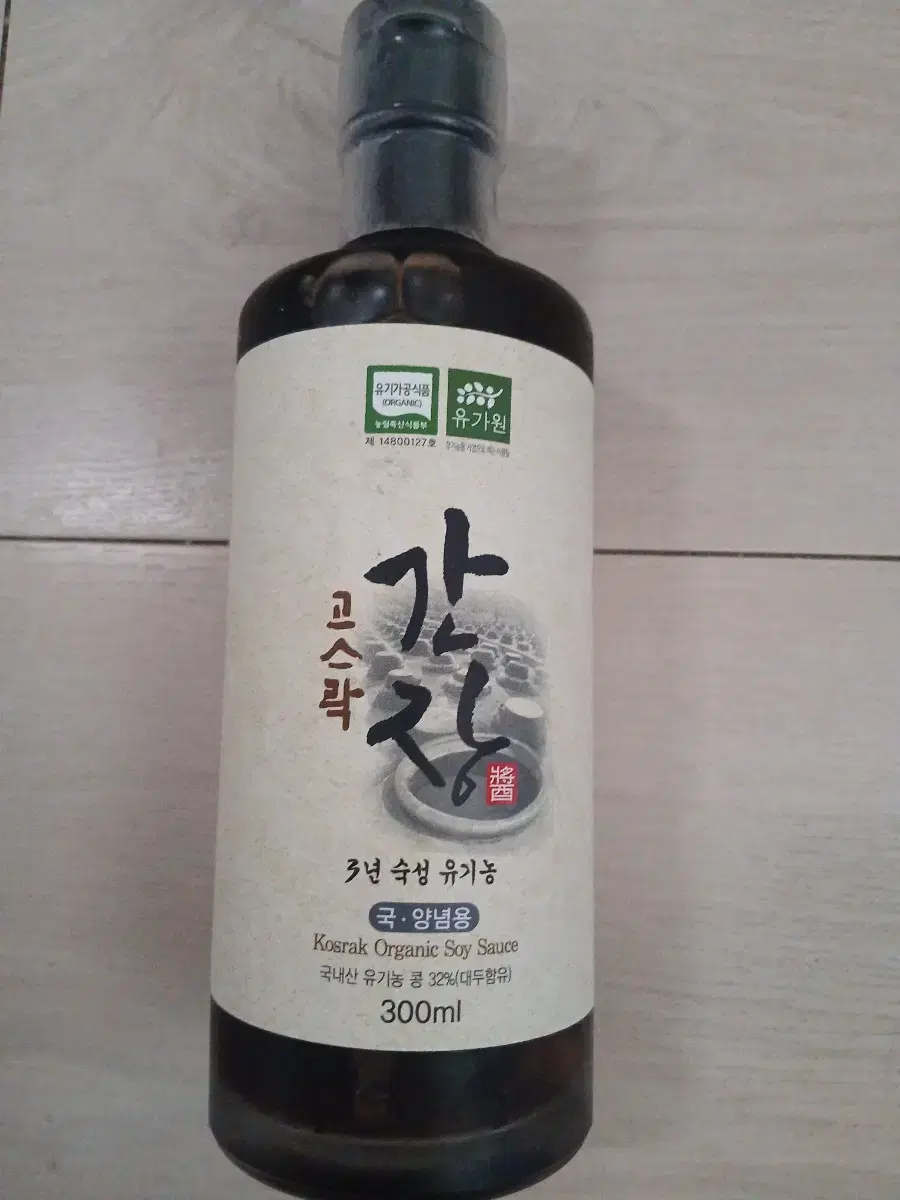 유기가공식품
(ORGANIC)
농림축산식품부
제 14800127호
유가원
고스락
간장
醬
3년 숙성 유기농
국·양념용
Kosrak Organic Soy Sauce
국내산 유기농 콩 32%(대두함유)
300ml